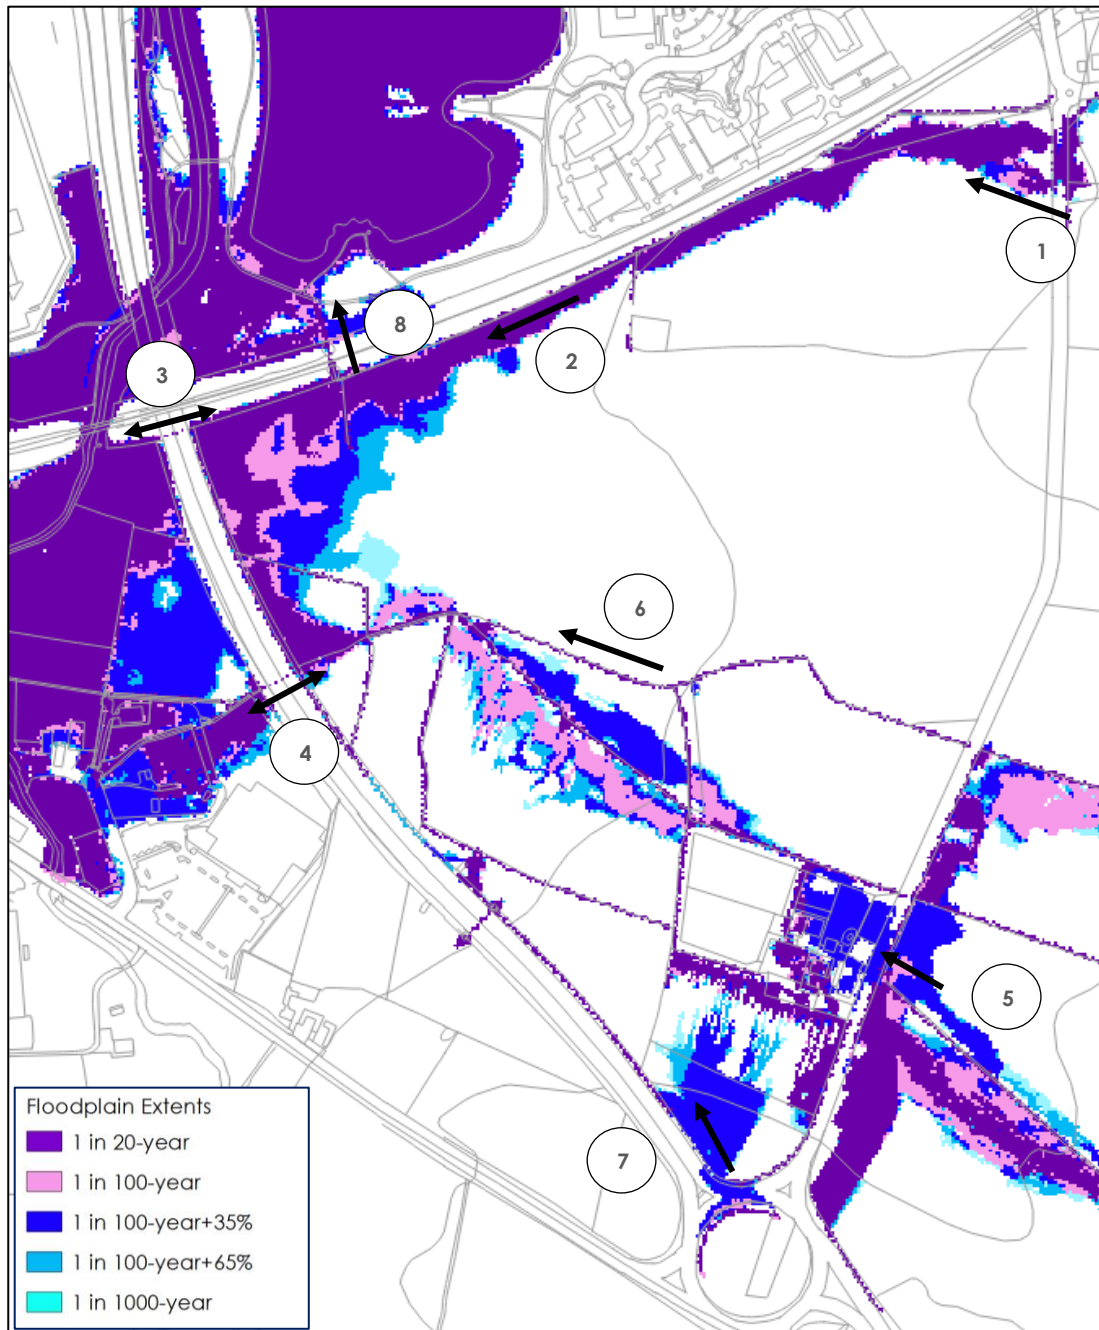 1
8
2
3
6
4
5
7
Floodplain Extents
1 in 20-year
1 in 100-year
1 in 100-year+35%
1 in 100-year+65%
1 in 1000-year